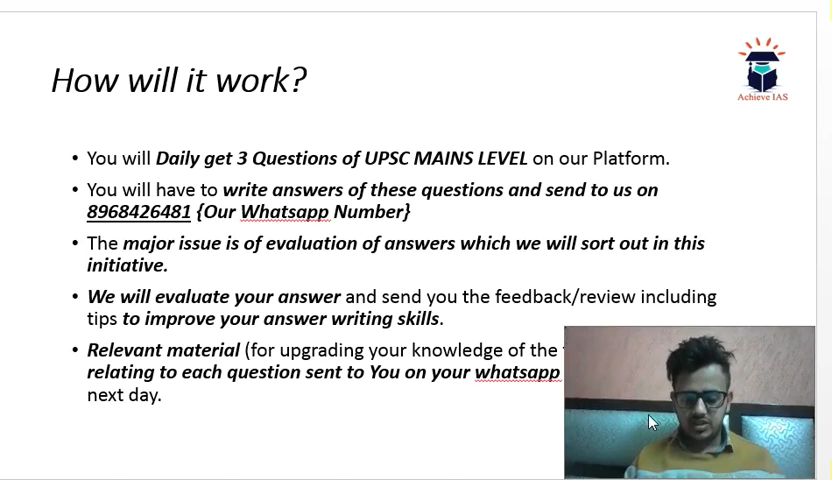 How will it work?
Achieve IAS
• You will Daily get 3 Questions of UPSC MAINS LEVEL on our Platform.
• You will have to write answers of these questions and send to us on
8968426481 {Our Whatsapp Number}
• The major issue is of evaluation of answers which we will sort out in this
initiative.
• We will evaluate your answer and send you the feedback/review including
tips to improve your answer writing skills.
• Relevant material (for upgrading your knowledge of the
relating to each question sent to You on your whatsapp
next day.